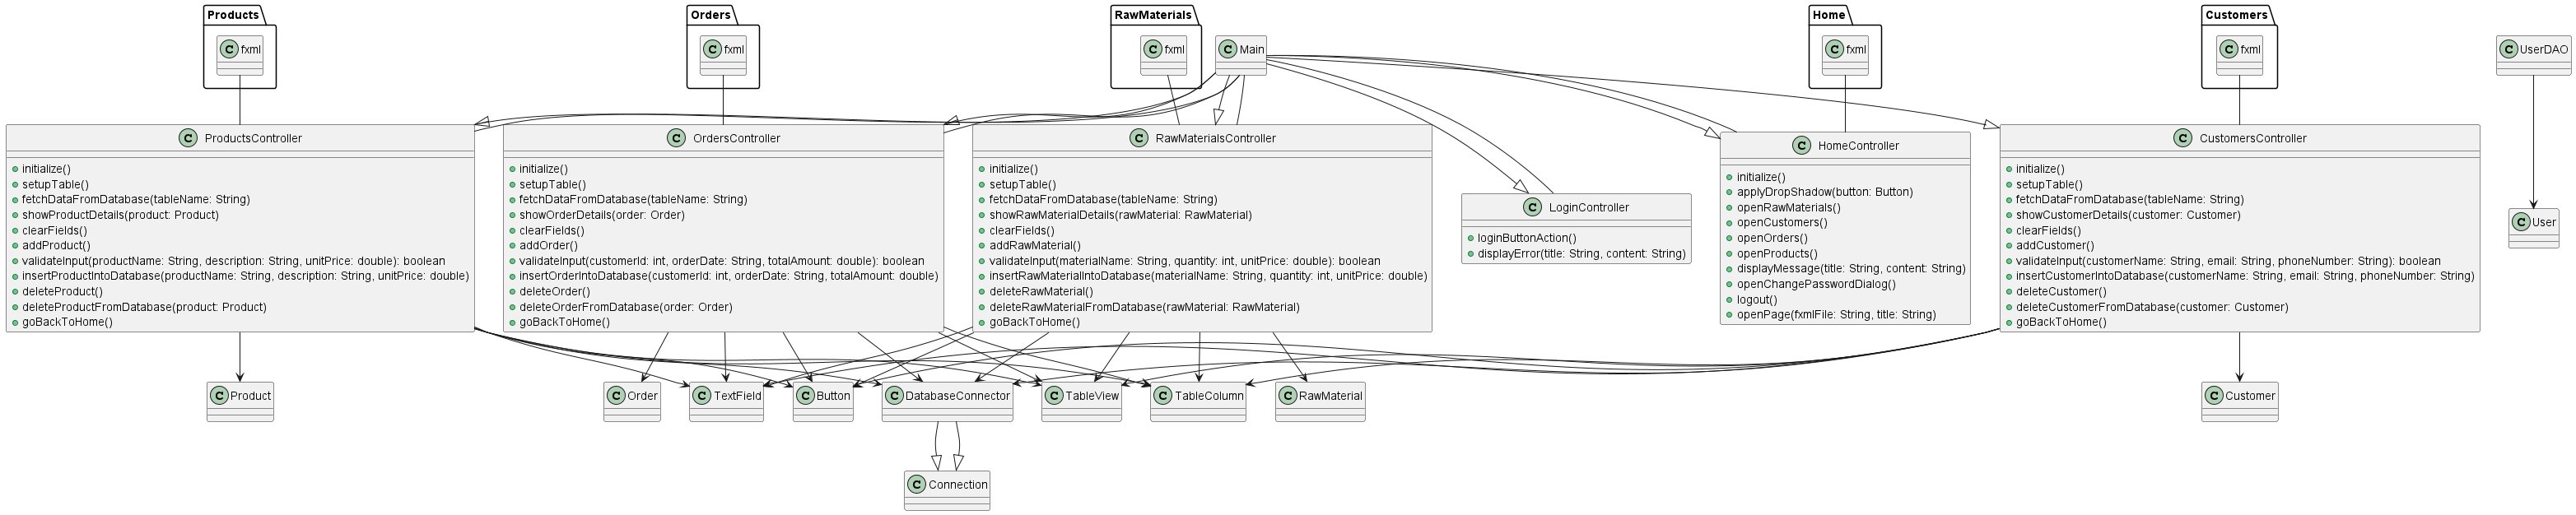 Products
Orders
RawMaterials
Home
Customers
C fxml
C fxml
C fxml
C Main
C fxml
C fxml
C UserDAO
C ProductsController
initialize()
setupTable()
fetchDataFromDatabase(tableName: String)
showProductDetails(product: Product)
clearFields()
addProduct()
validateInput(productName: String, description: String, unitPrice: double): boolean
insertProductIntoDatabase(productName: String, description: String, unitPrice: double)
deleteProduct()
deleteProductFromDatabase(product: Product)
goBackToHome()
C OrdersController
initialize()
setupTable()
fetchDataFromDatabase(tableName: String)
showOrderDetails(order: Order)
clearFields()
addOrder()
validateInput(customerId: int, orderDate: String, totalAmount: double): boolean
insertOrderIntoDatabase(customerId: int, orderDate: String, totalAmount: double)
deleteOrder()
deleteOrderFromDatabase(order: Order)
goBackToHome()
C RawMaterialsController
initialize()
setupTable()
fetchDataFromDatabase(tableName: String)
showRawMaterialDetails(rawMaterial: RawMaterial)
clearFields()
addRawMaterial()
validateInput(materialName: String, quantity: int, unitPrice: double): boolean
insertRawMaterialIntoDatabase(materialName: String, quantity: int, unitPrice: double)
deleteRawMaterial()
deleteRawMaterialFromDatabase(rawMaterial: RawMaterial)
goBackToHome()
C LoginController
loginButtonAction()
displayError(title: String, content: String)
C HomeController
initialize()
applyDropShadow(button: Button)
openRawMaterials()
openCustomers()
openOrders()
openProducts()
displayMessage(title: String, content: String)
openChangePasswordDialog()
logout()
openPage(fxmlFile: String, title: String)
C CustomersController
initialize()
setupTable()
fetchDataFromDatabase(tableName: String)
showCustomerDetails(customer: Customer)
clearFields()
addCustomer()
validateInput(customerName: String, email: String, phoneNumber: String): boolean
insertCustomerIntoDatabase(customerName: String, email: String, phoneNumber: String)
deleteCustomer()
deleteCustomerFromDatabase(customer: Customer)
goBackToHome()
C User
C Product
C Order
C TextField
C Button
C DatabaseConnector
C TableView
C TableColumn
C RawMaterial
C Customer
C Connection